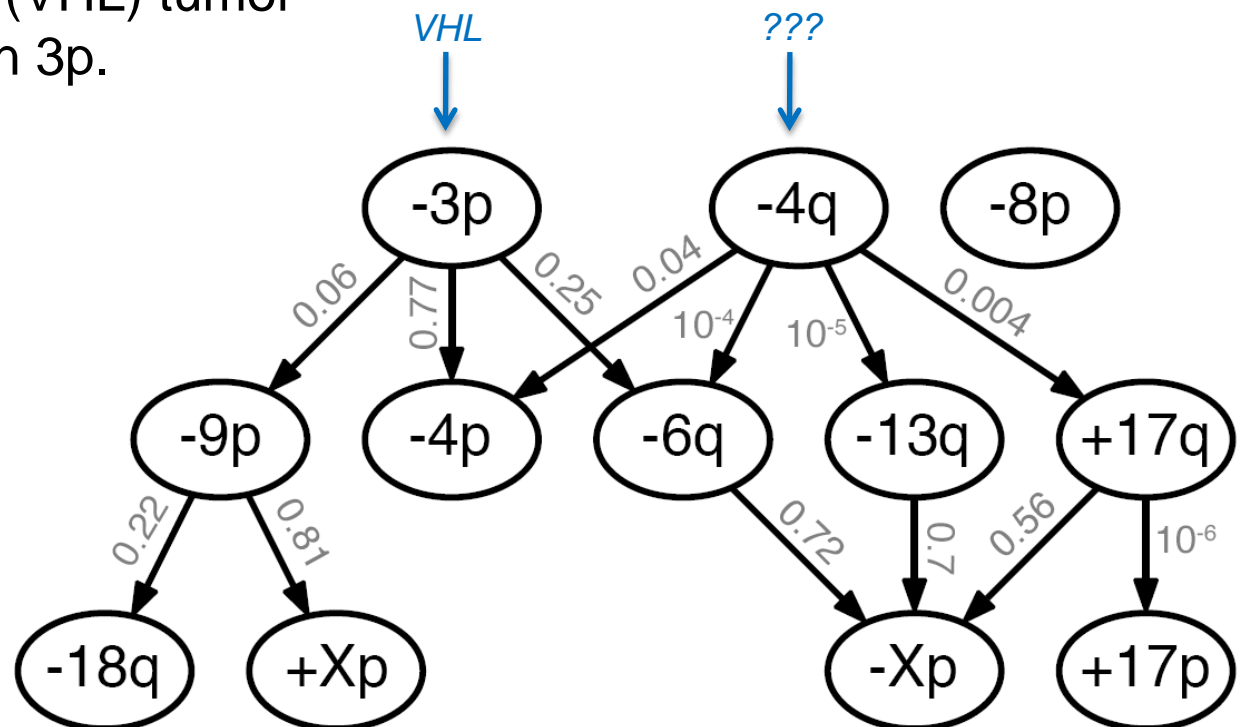 (VHL) tumor
n 3p.
VHL ???
-3p -4q -8p
0.06 0.77 0.25 0.04 10⁻⁴ 10⁻⁵ 0.004
-9p -4p -6q -13q +17q
0.22 0.81 0.72 0.7 0.56 10⁻⁶
-18q +Xp -Xp +17p